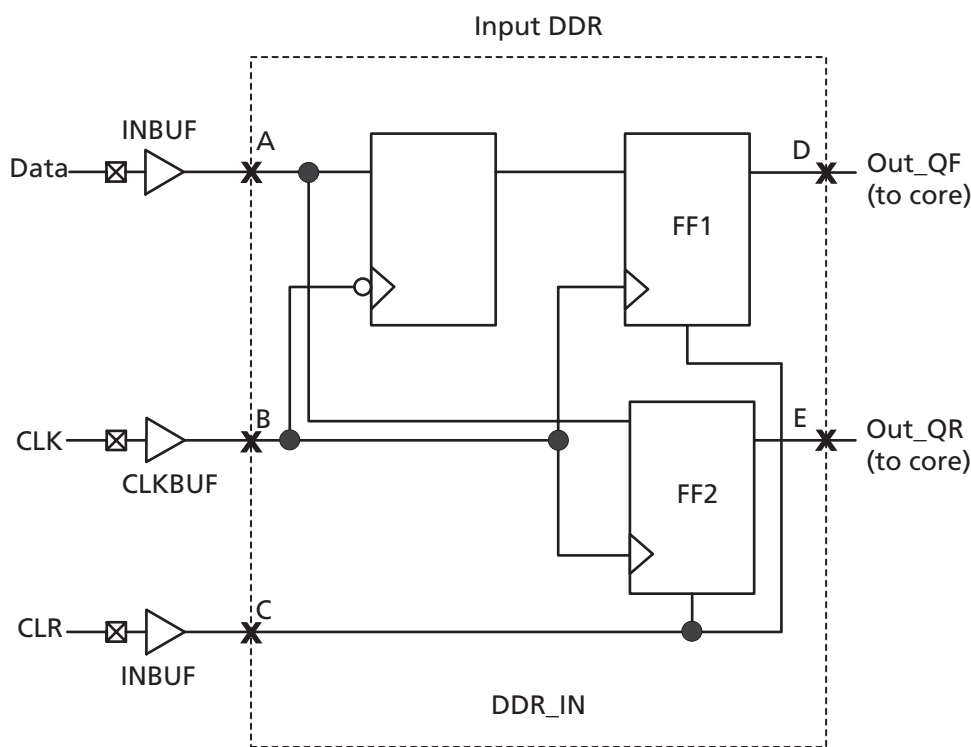 Input DDR
INBUF
A
D
Data
Out_QF
(to core)
FF1
B
E
CLK
Out_QR
(to core)
CLKBUF
FF2
C
CLR
INBUF
DDR_IN